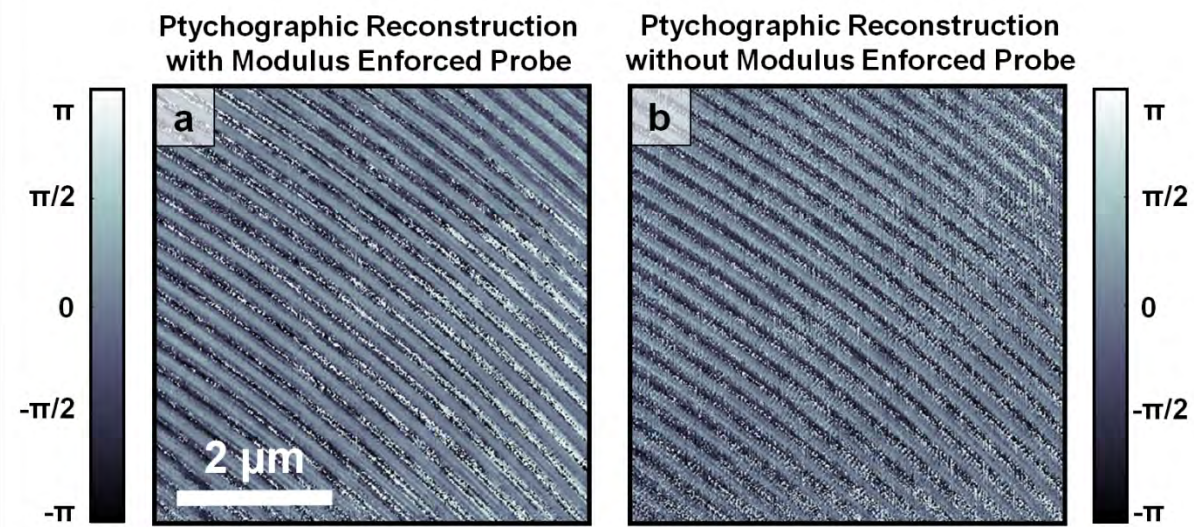 Ptychographic Reconstruction
with Modulus Enforced Probe
Ptychographic Reconstruction
without Modulus Enforced Probe
a
b
π
π/2
0
-π/2
-π
2 µm
π
π/2
0
-π/2
-π